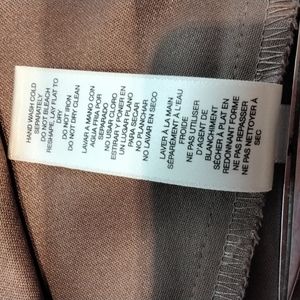 HAND WASH COLD
SEPARATELY
DO NOT BLEACH
RESHAPE, LAY FLAT TO
DRY
DO NOT IRON
DO NOT DRY CLEAN
LAVAR A MANO CON
AGUA FRIA POR
SEPARADO
NO USAR CLORO
ESTIRAR Y PONER EN
UN LUGAR PLANO
PARA SECAR
NO PLANCHAR
NO LAVAR EN SECO
LAVER À LA MAIN
SÉPARÉMENT À L'EAU
FROIDE
NE PAS UTILISER
D'AGENT DE
BLANCHIMENT
SÉCHER À PLAT EN
REDONNANT FORME
NE PAS REPASSER
NE PAS NETTOYER À
SEC